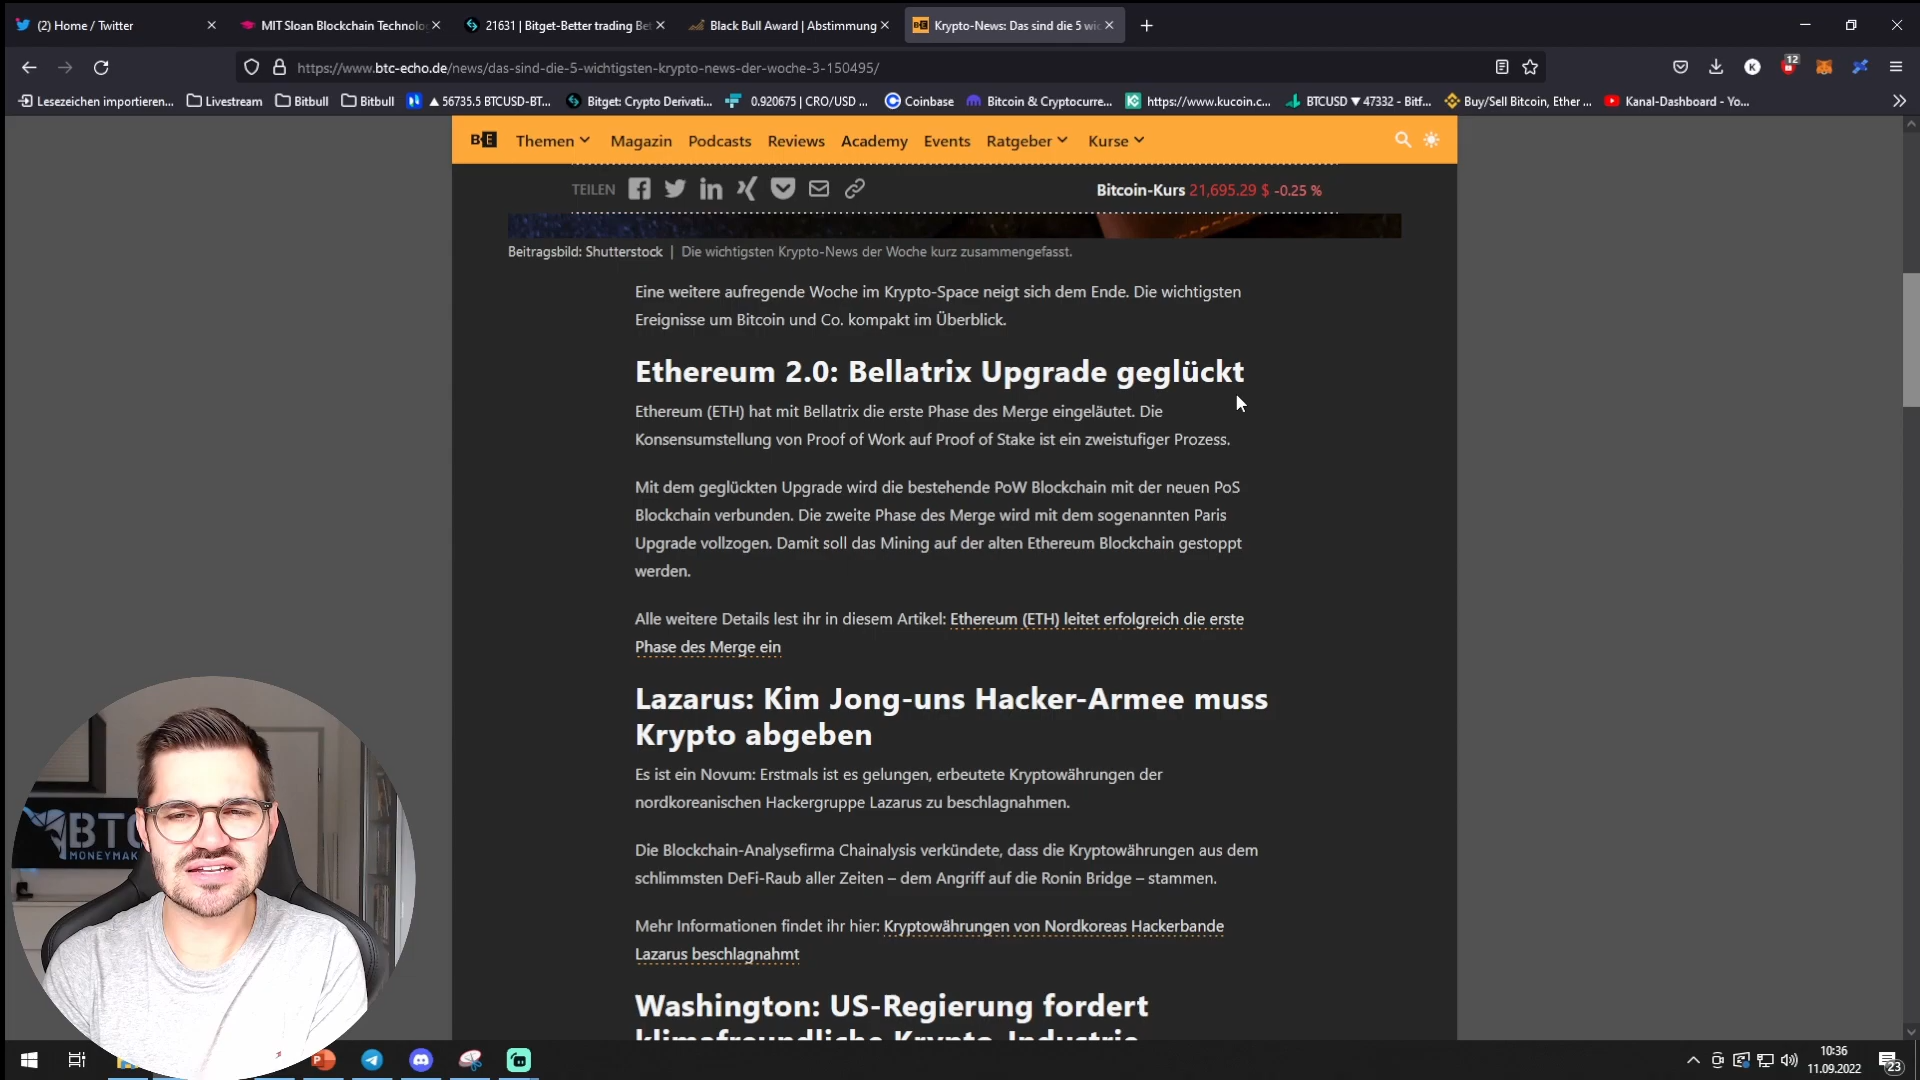 (2) Home / Twitter
MIT Sloan Blockchain Technolo
21631 | Bitget-Better trading Bet
Black Bull Award | Abstimmung
Krypto-News: Das sind die 5 wic
https://www.btc-echo.de/news/das-sind-die-5-wichtigsten-krypto-news-der-woche-3-150495/
12
Lesezeichen importieren...
Livestream
Bitbull
Bitbull
▲ 56735.5 BTCUSD-BT...
Bitget: Crypto Derivati...
0.920675 | CRO/USD ...
Coinbase
Bitcoin & Cryptocurre...
https://www.kucoin.c...
BTCUSD ▼ 47332 - Bitf...
Buy/Sell Bitcoin, Ether ...
Kanal-Dashboard - Yo...
Themen
Magazin
Podcasts
Reviews
Academy
Events
Ratgeber
Kurse
TEILEN
Bitcoin-Kurs 21,695.29 $ -0.25 %
Beitragsbild: Shutterstock | Die wichtigsten Krypto-News der Woche kurz zusammengefasst.
Eine weitere aufregende Woche im Krypto-Space neigt sich dem Ende. Die wichtigsten
Ereignisse um Bitcoin und Co. kompakt im Überblick.
Ethereum 2.0: Bellatrix Upgrade geglückt
Ethereum (ETH) hat mit Bellatrix die erste Phase des Merge eingeläutet. Die
Konsensumstellung von Proof of Work auf Proof of Stake ist ein zweistufiger Prozess.
Mit dem geglückten Upgrade wird die bestehende PoW Blockchain mit der neuen PoS
Blockchain verbunden. Die zweite Phase des Merge wird mit dem sogenannten Paris
Upgrade vollzogen. Damit soll das Mining auf der alten Ethereum Blockchain gestoppt
werden.
Alle weitere Details lest ihr in diesem Artikel: Ethereum (ETH) leitet erfolgreich die erste
Phase des Merge ein
Lazarus: Kim Jong-uns Hacker-Armee muss
Krypto abgeben
Es ist ein Novum: Erstmals ist es gelungen, erbeutete Kryptowährungen der
nordkoreanischen Hackergruppe Lazarus zu beschlagnahmen.
Die Blockchain-Analysefirma Chainalysis verkündete, dass die Kryptowährungen aus dem
schlimmsten DeFi-Raub aller Zeiten – dem Angriff auf die Ronin Bridge – stammen.
Mehr Informationen findet ihr hier: Kryptowährungen von Nordkoreas Hackerbande
Lazarus beschlagnahmt
Washington: US-Regierung fordert
klimafreundliche Krypto-Industrie
BTC
MONEYMAK
10:36
11.09.2022
23